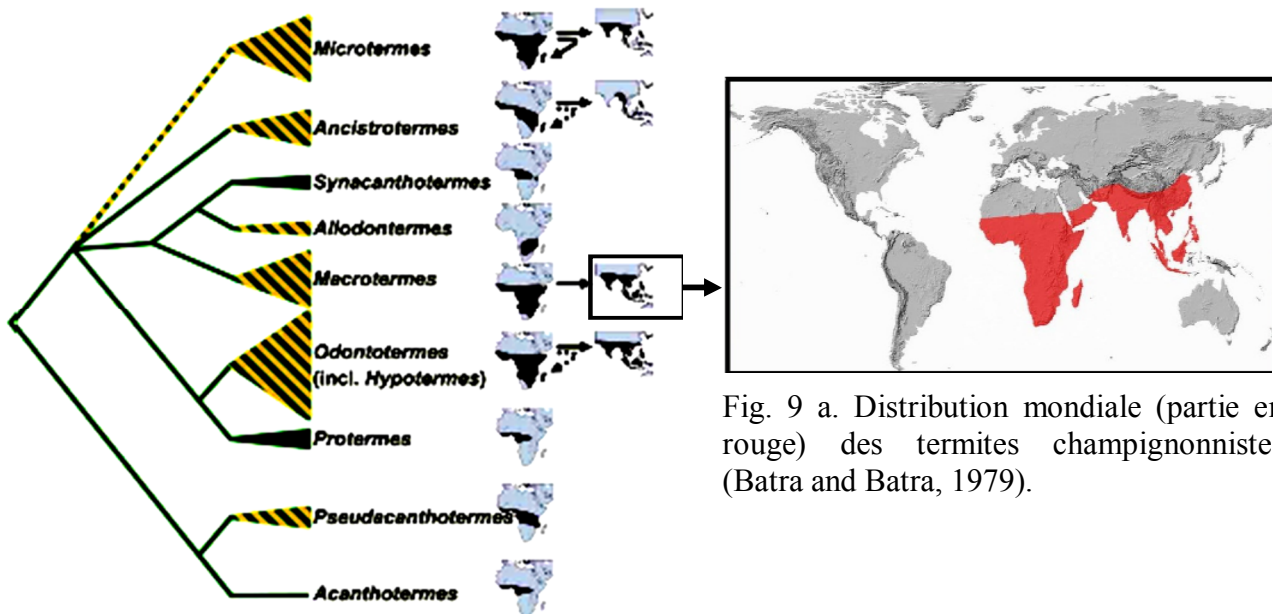 Microtermes
Ancistrotermes
Synacanthotermes
Allodontermes
Macrotermes
Odontotermes
(incl. Hypotermes)
Protermes
Pseudacanthotermes
Acanthotermes
Fig. 9 a. Distribution mondiale (partie en
rouge) des termites champignonniste
(Batra and Batra, 1979).